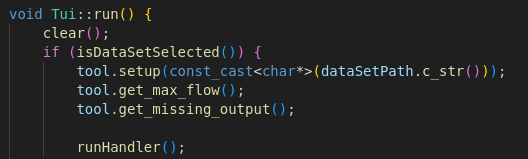 void Tui::run() {
    clear();
    if (isDataSetSelected()) {
        tool.setup(const_cast<char*>(dataSetPath.c_str()));
        tool.get_max_flow();
        tool.get_missing_output();
        runHandler();